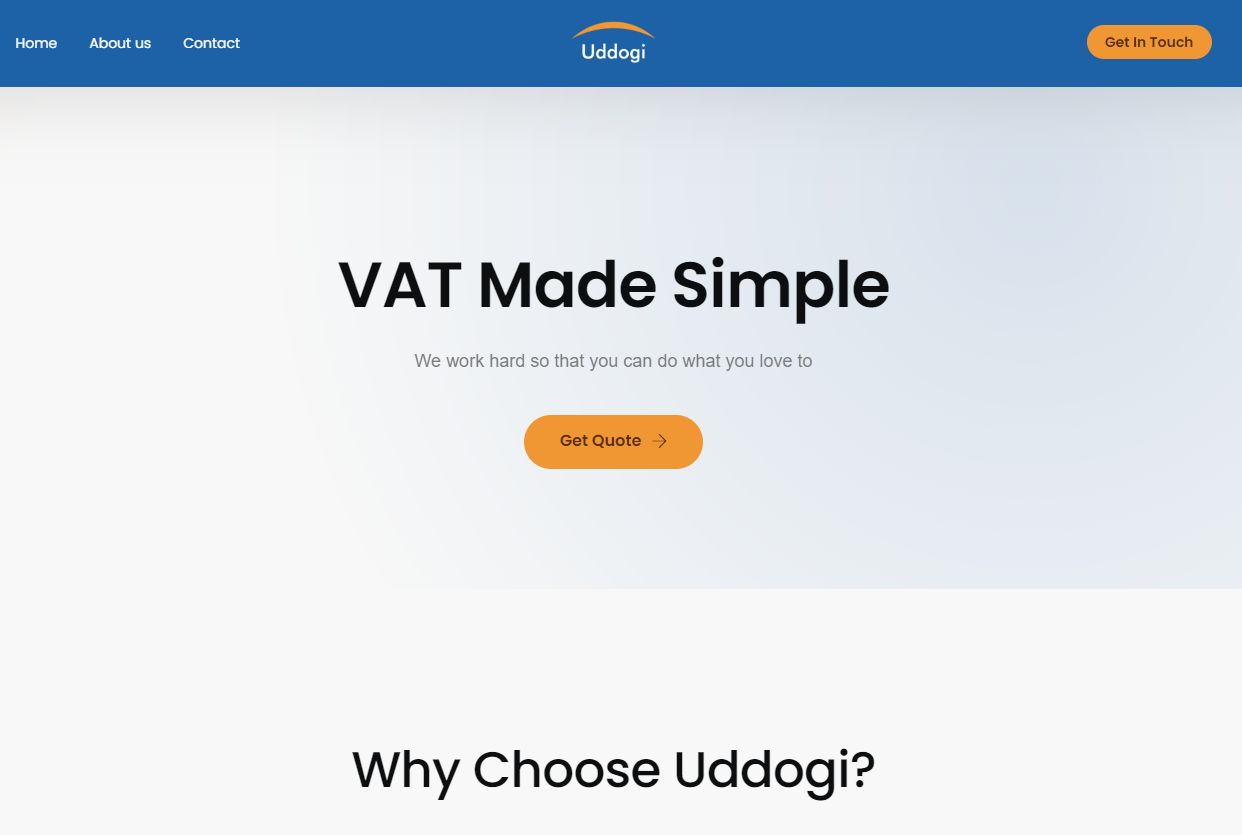 Home
About us
Contact
Uddogi
Get In Touch
VAT Made Simple
We work hard so that you can do what you love to
Get Quote
Why Choose Uddogi?